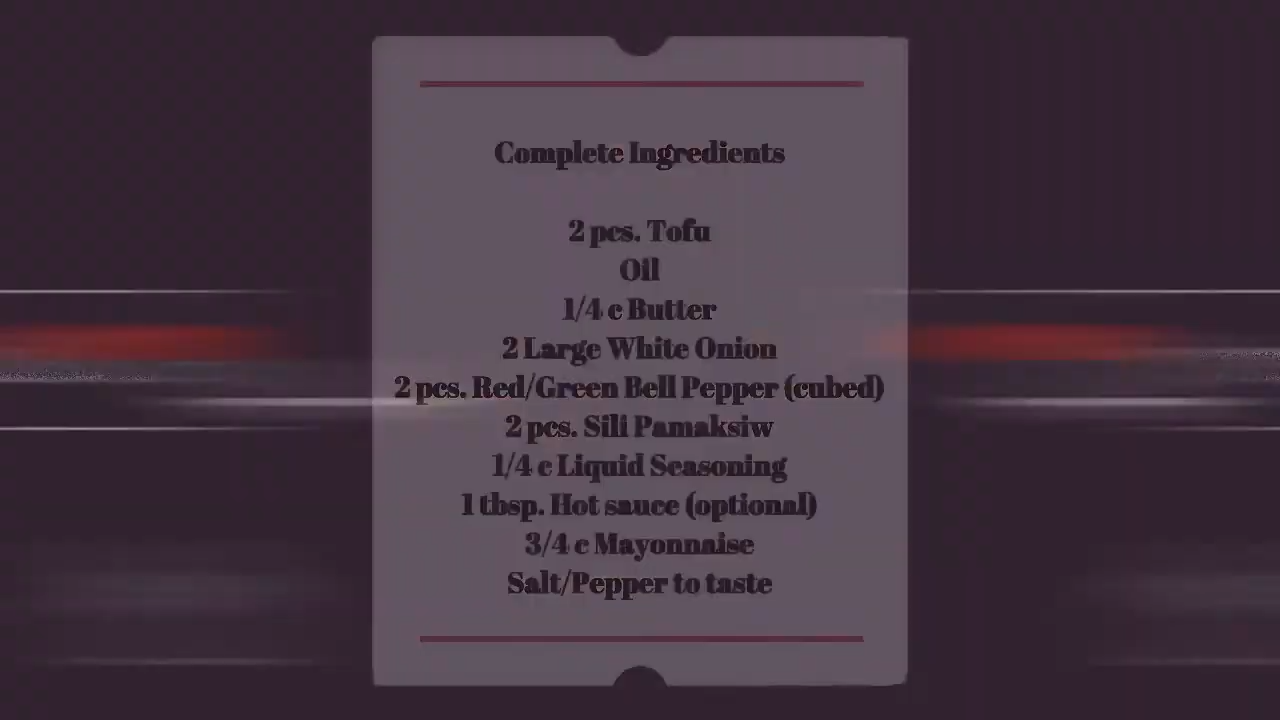 Complete Ingredients
2 pcs. Tofu
Oil
1/4 c Butter
2 Large White Onion
2 pcs. Red/Green Bell Pepper (cubed)
2 pcs. Sili Pamaksiw
1/4 c Liquid Seasoning
1 tbsp. Hot sauce (optional)
3/4 c Mayonnaise
Salt/Pepper to taste